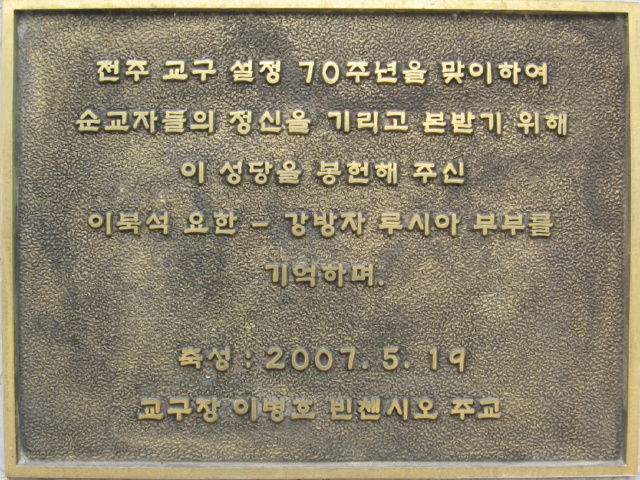 전주 교구 설정 70주년을 맞이하여
순교자들의 정신을 기리고 본받기 위해
이 성당을 봉헌해 주신
이북석 요한 - 강방자 루시아 부부를
기억하며.
축성 : 2007. 5. 19
교구장 이병호 빈첸시오 주교